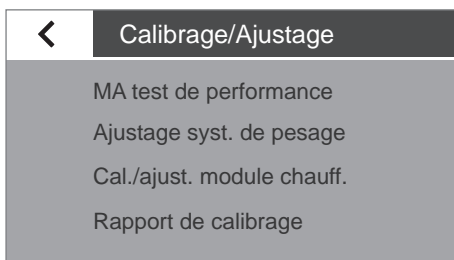 Calibrage/Ajustage
MA test de performance
Ajustage syst. de pesage
Cal./ajust. module chauff.
Rapport de calibrage